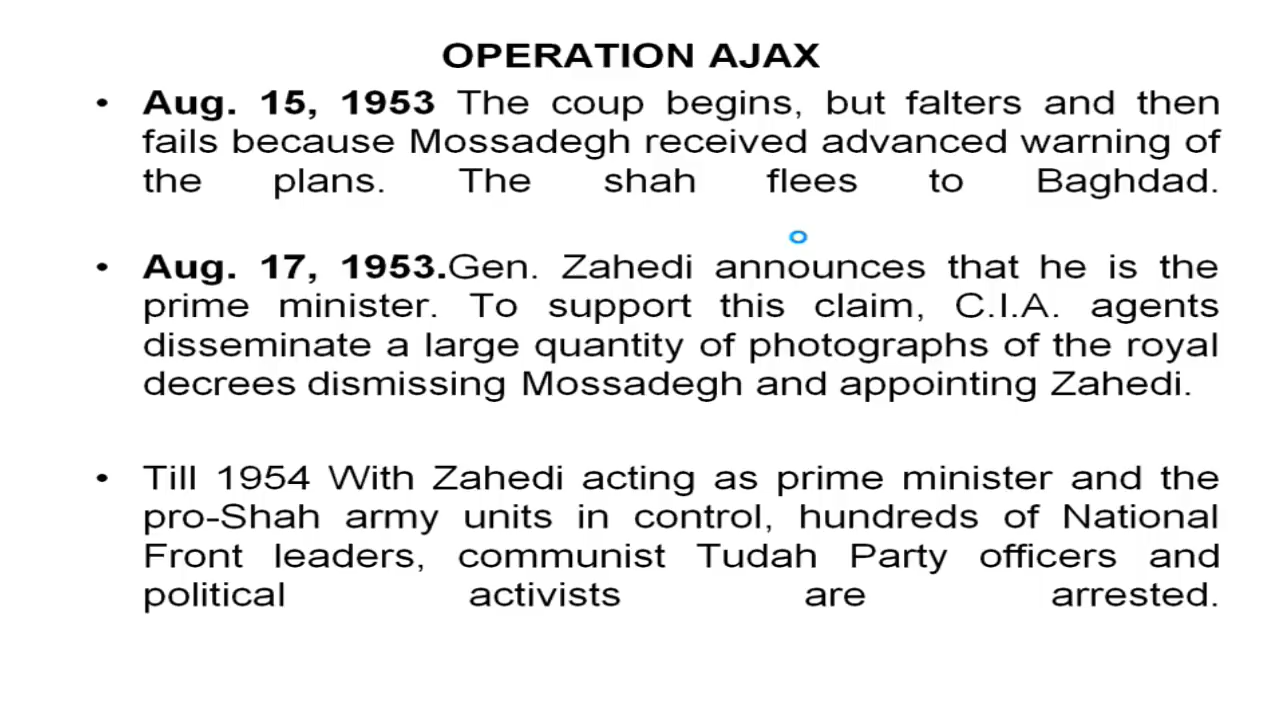 OPERATION AJAX
• Aug. 15, 1953 The coup begins, but falters and then
fails because Mossadegh received advanced warning of
the plans. The shah flees to Baghdad.
• Aug. 17, 1953.Gen. Zahedi announces that he is the
prime minister. To support this claim, C.I.A. agents
disseminate a large quantity of photographs of the royal
decrees dismissing Mossadegh and appointing Zahedi.
• Till 1954 With Zahedi acting as prime minister and the
pro-Shah army units in control, hundreds of National
Front leaders, communist Tudah Party officers and
political activists are arrested.